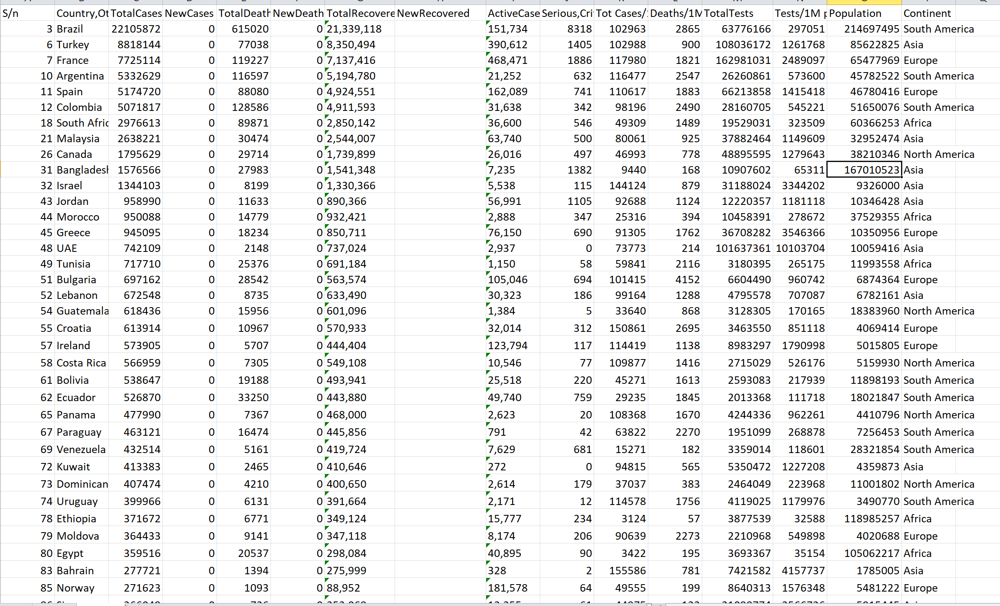 S/n Country,Ot TotalCases NewCases TotalDeath NewDeath TotalRecovere NewRecovered ActiveCase Serious,Cri Tot Cases/1 Deaths/1M TotalTests Tests/1M p Population Continent
3 Brazil 22105872 0 615020 0 21,339,118 151,734 8318 102963 2865 63776166 297051 214697495 South America
6 Turkey 8818144 0 77038 0 8,350,494 390,612 1405 102988 900 108036172 1261768 85622825 Asia
7 France 7725114 0 119227 0 7,137,416 468,471 1886 117980 1821 162981031 2489097 65477969 Europe
10 Argentina 5332629 0 116597 0 5,194,780 21,252 632 116477 2547 26260861 573600 45782522 South America
11 Spain 5174720 0 88080 0 4,924,551 162,089 741 110617 1883 66213858 1415418 46780416 Europe
12 Colombia 5071817 0 128586 0 4,911,593 31,638 342 98196 2490 28160705 545221 51650076 South America
18 South Afric 2976613 0 89871 0 2,850,142 36,600 546 49309 1489 19529031 323509 60366253 Africa
21 Malaysia 2638221 0 30474 0 2,544,007 63,740 500 80061 925 37882464 1149609 32952474 Asia
26 Canada 1795629 0 29714 0 1,739,899 26,016 497 46993 778 48895595 1279643 38210346 North America
31 Bangladesh 1576566 0 27983 0 1,541,348 7,235 1382 9440 168 10907602 65311 167010523 Asia
32 Israel 1344103 0 8199 0 1,330,366 5,538 115 144124 879 31188024 3344202 9326000 Asia
43 Jordan 958990 0 11633 0 890,366 56,991 1105 92688 1124 12220357 1181118 10346428 Asia
44 Morocco 950088 0 14779 0 932,421 2,888 347 25316 394 10458391 278672 37529355 Africa
45 Greece 945095 0 18234 0 850,711 76,150 690 91305 1762 36708282 3546366 10350956 Europe
48 UAE 742109 0 2148 0 737,024 2,937 0 73773 214 101637361 10103704 10059416 Asia
49 Tunisia 717710 0 25376 0 691,184 1,150 58 59841 2116 3180395 265175 11993558 Africa
51 Bulgaria 697162 0 28542 0 563,574 105,046 694 101415 4152 6604490 960742 6874364 Europe
52 Lebanon 672548 0 8735 0 633,490 30,323 186 99164 1288 4795578 707087 6782161 Asia
54 Guatemala 618436 0 15956 0 601,096 1,384 5 33640 868 3128305 170165 18383960 North America
55 Croatia 613914 0 10967 0 570,933 32,014 312 150861 2695 3463550 851118 4069414 Europe
57 Ireland 573905 0 5707 0 444,404 123,794 117 114419 1138 8983297 1790998 5015805 Europe
58 Costa Rica 566959 0 7305 0 549,108 10,546 77 109877 1416 2715029 526176 5159930 North America
61 Bolivia 538647 0 19188 0 493,941 25,518 220 45271 1613 2593083 217939 11898193 South America
62 Ecuador 526870 0 33250 0 443,880 49,740 759 29235 1845 2013368 111718 18021847 South America
65 Panama 477990 0 7367 0 468,000 2,623 20 108368 1670 4244336 962261 4410796 North America
67 Paraguay 463121 0 16474 0 445,856 791 42 63822 2270 1951099 268878 7256453 South America
69 Venezuela 432514 0 5161 0 419,724 7,629 681 15271 182 3359014 118601 28321854 South America
72 Kuwait 413383 0 2465 0 410,646 272 0 94815 565 5350472 1227208 4359873 Asia
73 Dominican 407474 0 4210 0 400,650 2,614 179 37037 383 2464049 223968 11001802 North America
74 Uruguay 399966 0 6131 0 391,664 2,171 12 114578 1756 4119025 1179976 3490770 South America
78 Ethiopia 371672 0 6771 0 349,124 15,777 234 3124 57 3877539 32588 118985257 Africa
79 Moldova 364433 0 9141 0 347,118 8,174 206 90639 2273 2210968 549898 4020688 Europe
80 Egypt 359516 0 20537 0 298,084 40,895 90 3422 195 3693367 35154 105062217 Africa
83 Bahrain 277721 0 1394 0 275,999 328 2 155586 781 7421582 4157737 1785005 Asia
85 Norway 271623 0 1093 0 88,952 181,578 64 49555 199 8640313 1576348 5481222 Europe